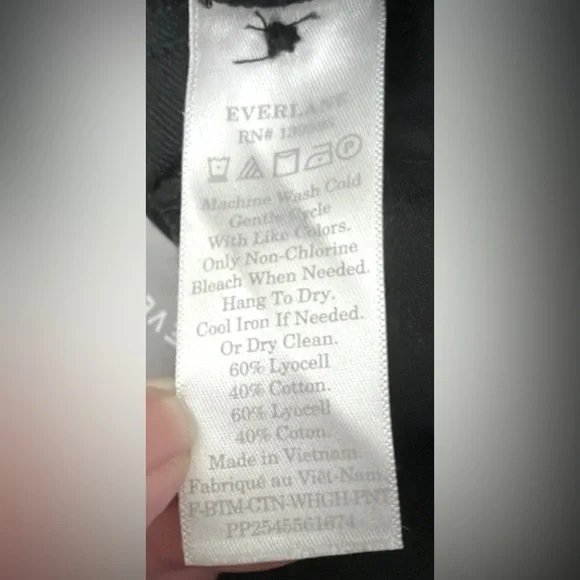 EVERLANE
RN#
Machine Wash Cold
Gentle Cycle
With Like Colors.
Only Non-Chlorine
Bleach When Needed.
Hang To Dry.
Cool Iron If Needed.
Or Dry Clean.
60% Lyocell
40% Cotton.
60% Lyocell
40% Coton.
Made in Vietnam.
Fabriqué au Viêt-Nam.
F-BTM-CTN-WHGH-PNT
PP2545561674